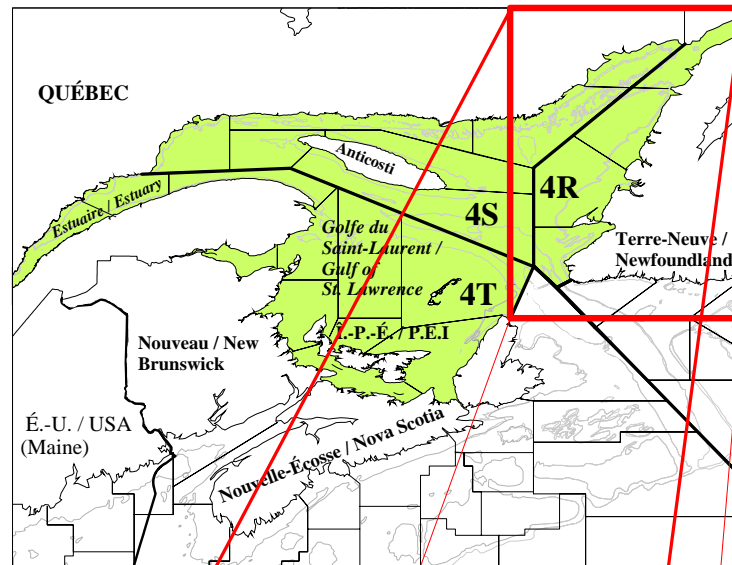 QUÉBEC
Anticosti
4R
Estuaire / Estuary
4S
Golfe du
Saint-Laurent /
Gulf of
St. Lawrence
Terre-Neuve /
Newfoundland
4T
Î.-P.-É. / P.E.I
Nouveau / New
Brunswick
É.-U. / USA
(Maine)
Nouvelle-Écosse / Nova Scotia